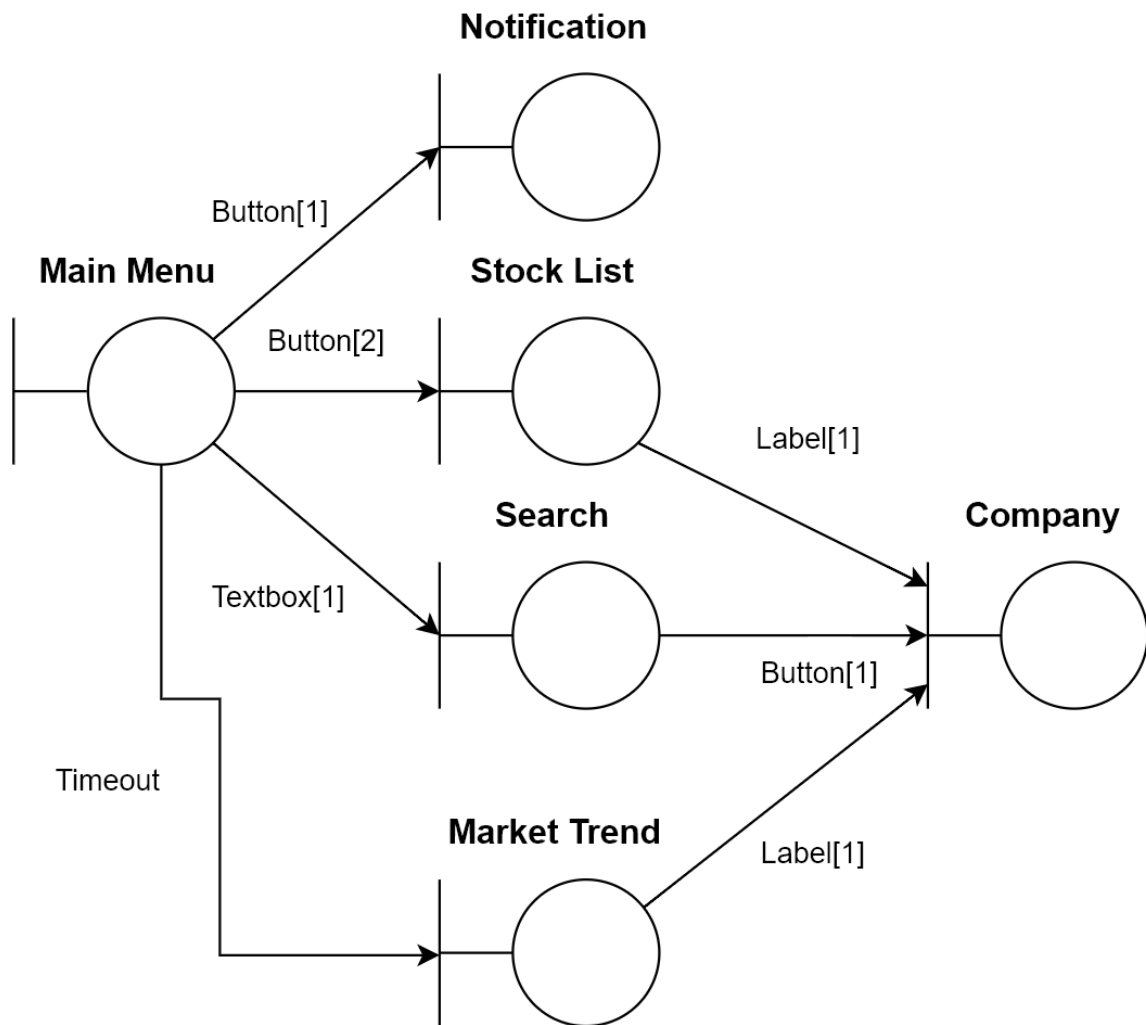 Notification
Button[1]
Main Menu
Stock List
Button[2]
Label[1]
Search
Company
Textbox[1]
Button[1]
Timeout
Market Trend
Label[1]